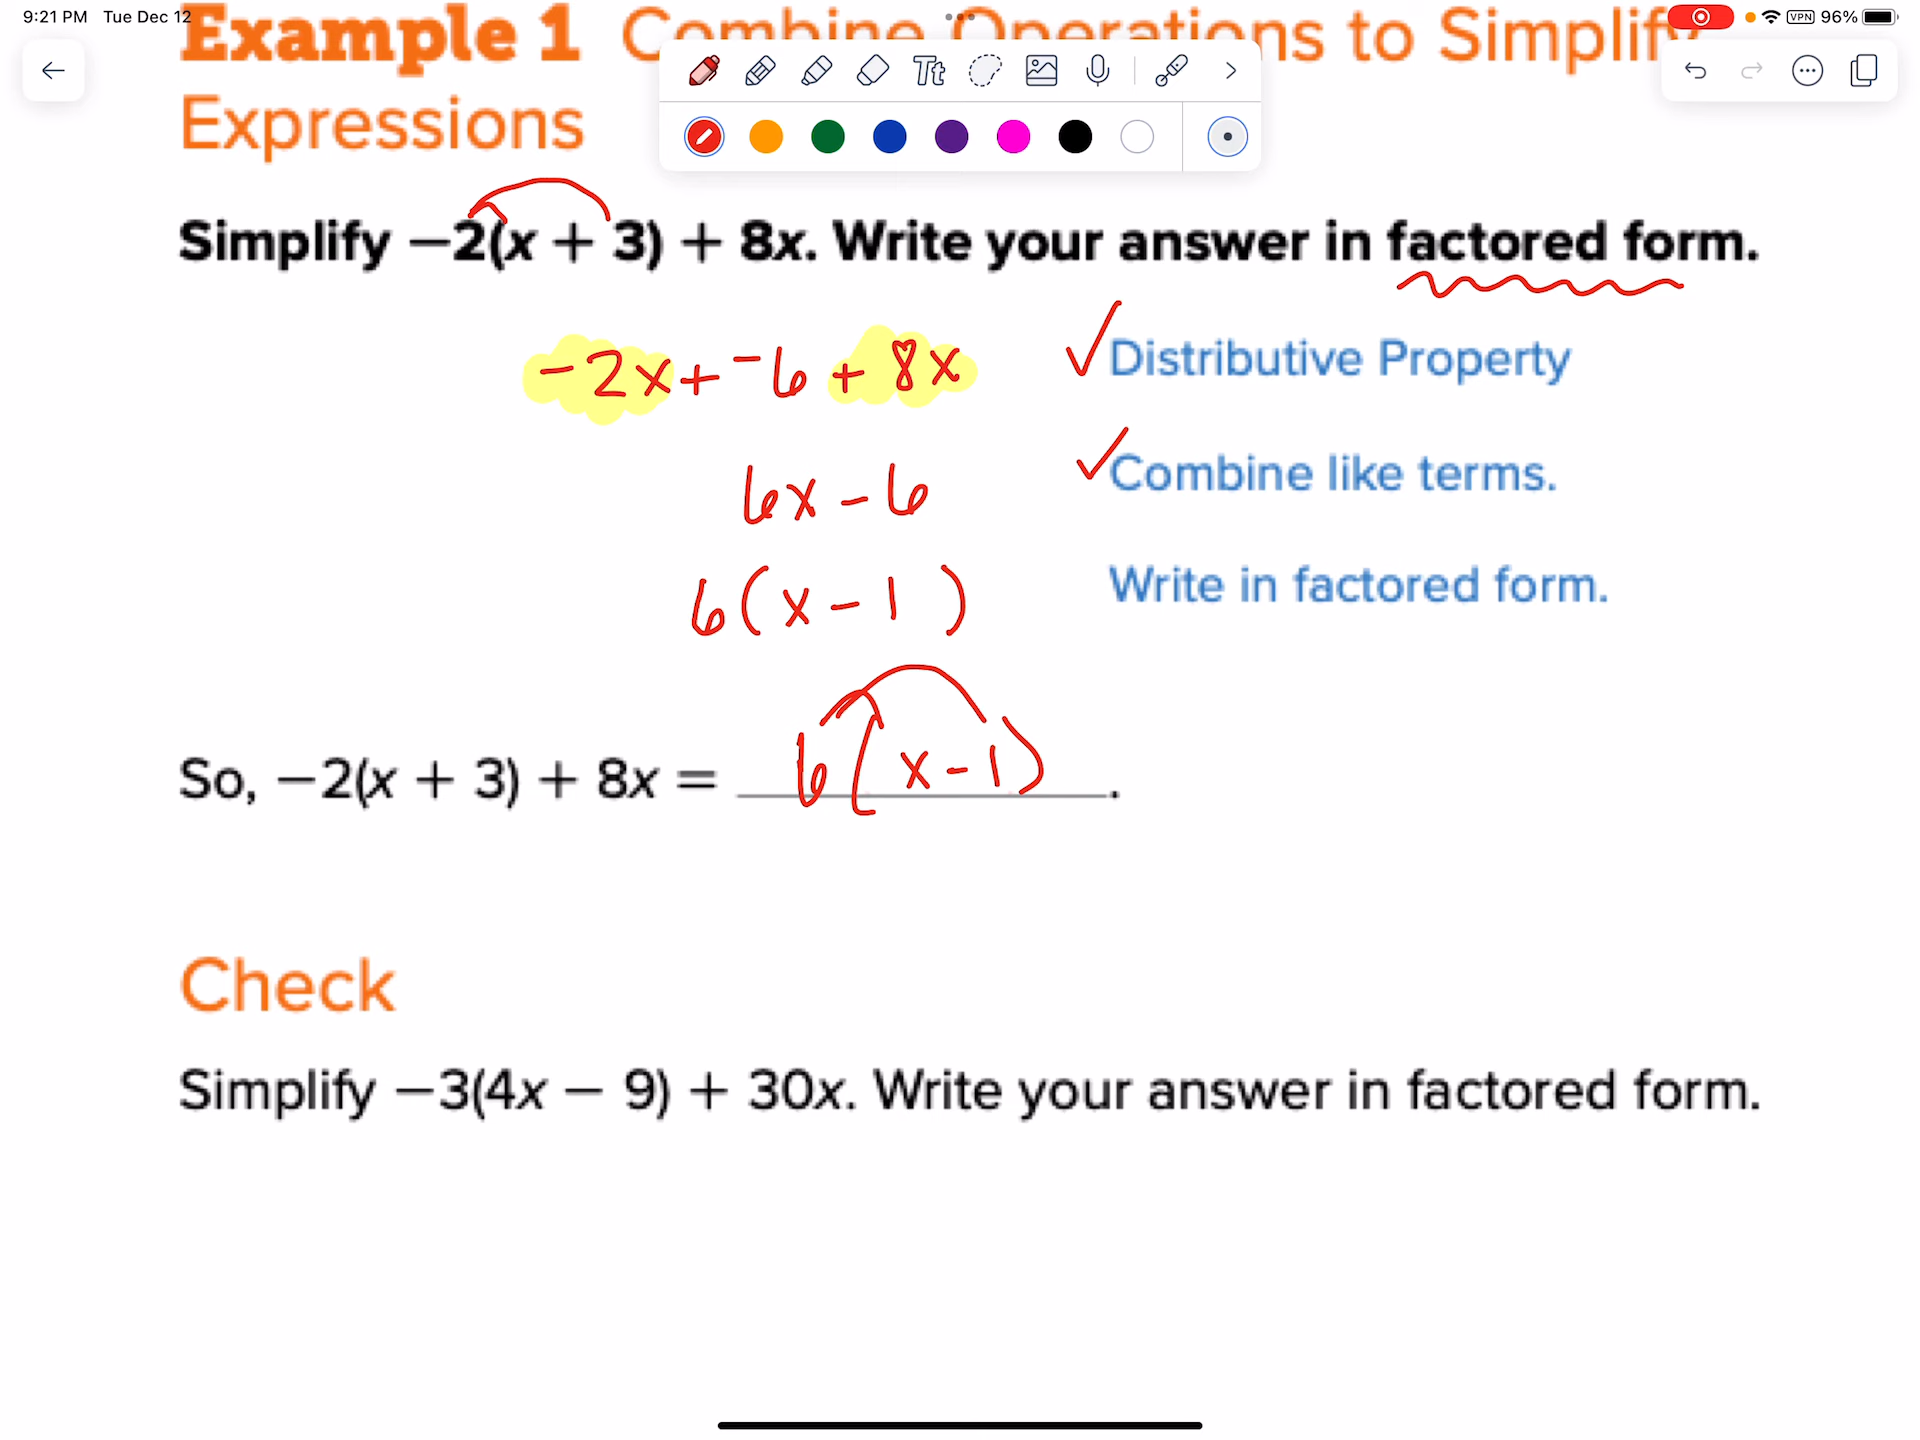 9:21 PM Tue Dec 12
VPN 96%
Example 1 Combine Operations to Simplify
Expressions
Tt
Simplify −2(x + 3) + 8x. Write your answer in factored form.
-2x + -6 + 8x
Distributive Property
6x - 6
Combine like terms.
6(x - 1)
Write in factored form.
So, −2(x + 3) + 8x = 6(x-1).
Check
Simplify −3(4x − 9) + 30x. Write your answer in factored form.